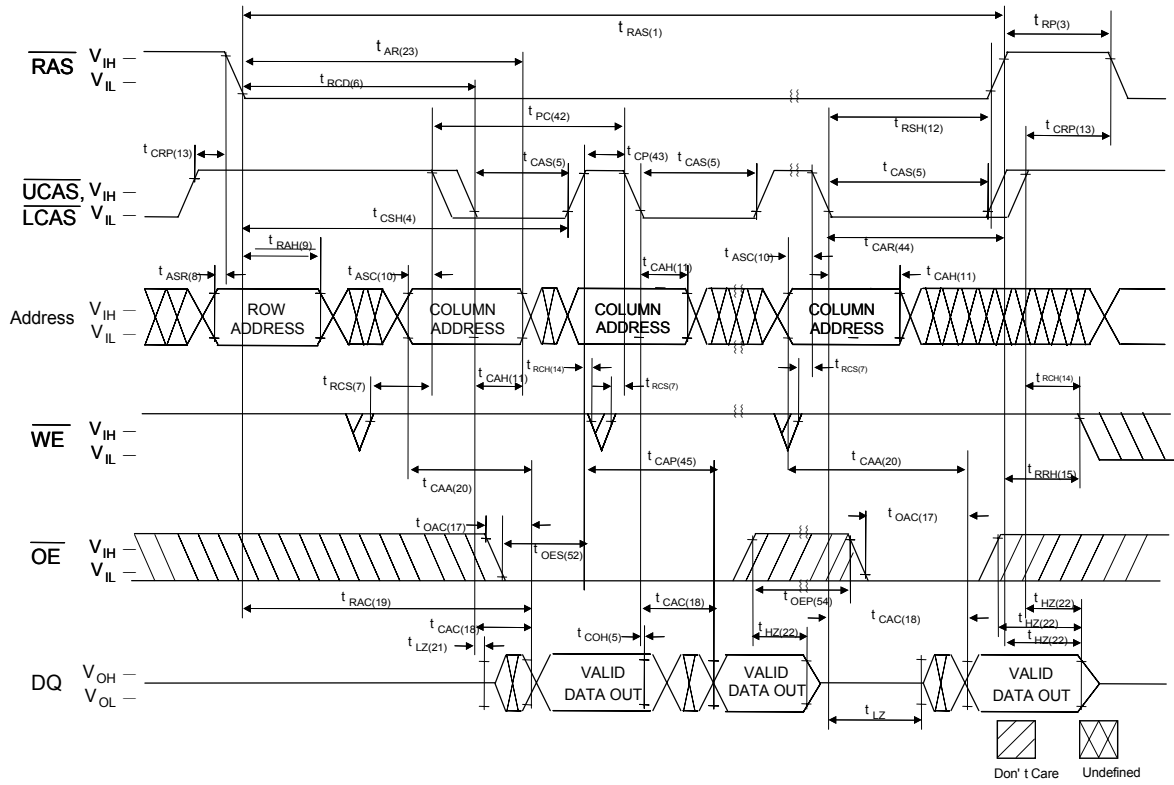 t RAS(1)
t RP(3)
t AR(23)
RAS
V IH
V IL
t RCD(6)
t PC(42)
t RSH(12)
t CRP(13)
t CRP(13)
t CAS(5)
t CP(43)
t CAS(5)
t CAS(5)
UCAS, V IH
LCAS V IL
t CSH(4)
t RAH(9)
t CAR(44)
t ASR(8)
t ASC(10)
t CAH(11)
t ASC(10)
t CAH(11)
Address
V IH
V IL
ROW
ADDRESS
COLUMN
ADDRESS
COLUMN
ADDRESS
COLUMN
ADDRESS
t RCS(7)
t CAH(11)
t RCH(14)
t RCS(7)
t RCS(7)
t RCH(14)
WE
V IH
V IL
t CAA(20)
t CAP(45)
t CAA(20)
t RRH(15)
t OAC(17)
t OES(52)
t OAC(17)
OE
V IH
V IL
t RAC(19)
t CAC(18)
t OEP(54)
t CAC(18)
t HZ(22)
t HZ(22)
t HZ(22)
t CAC(18)
t LZ(21)
t COH(5)
t HZ(22)
DQ
V OH
V OL
VALID
DATA OUT
VALID
DATA OUT
VALID
DATA OUT
t LZ
Don' t Care
Undefined